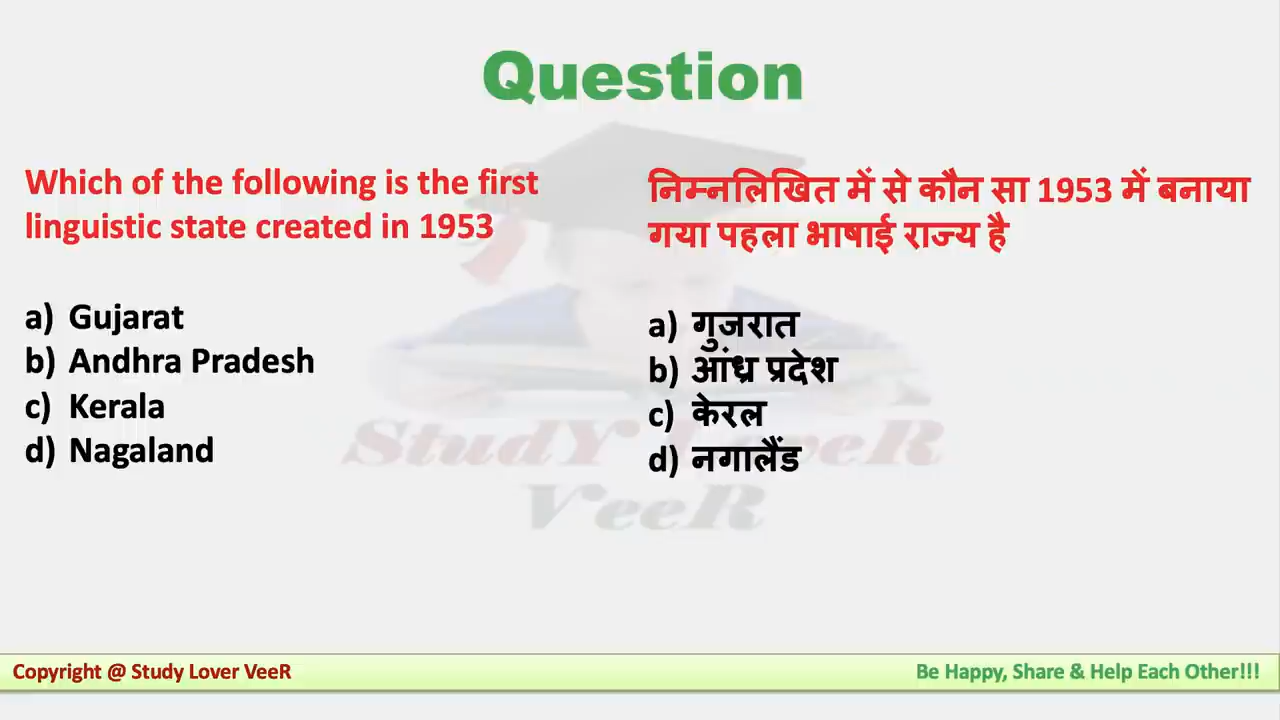 Question
Which of the following is the first
linguistic state created in 1953
a) Gujarat
b) Andhra Pradesh
c) Kerala
d) Nagaland
निम्नलिखित में से कौन सा 1953 में बनाया
गया पहला भाषाई राज्य है
a) गुजरात
b) आंध्र प्रदेश
c) केरल
d) नगालैंड
StudY LoveR
VeeR
Copyright @ Study Lover VeeR
Be Happy, Share & Help Each Other!!!